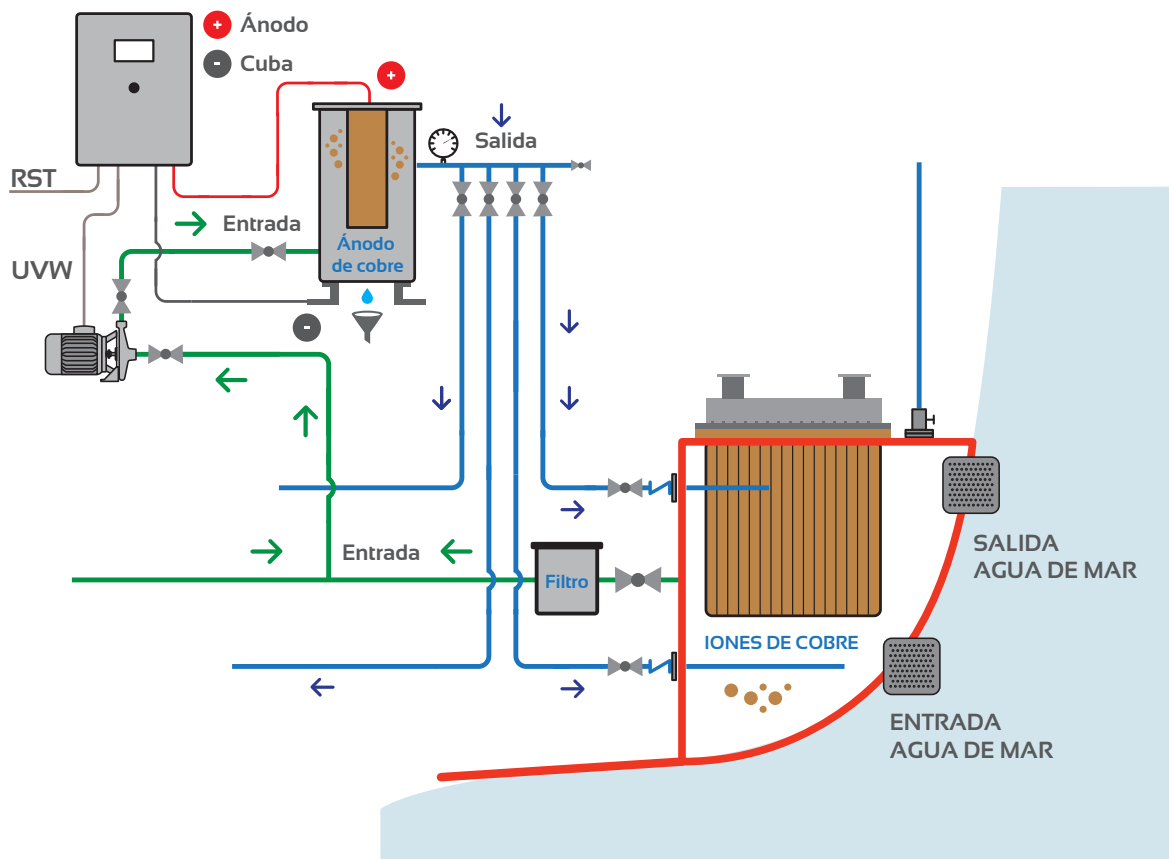 + Ánodo
- Cuba
+
Salida
RST
Entrada
UVW
Ánodo
de cobre
-
Entrada
Filtro
SALIDA
AGUA DE MAR
IONES DE COBRE
ENTRADA
AGUA DE MAR